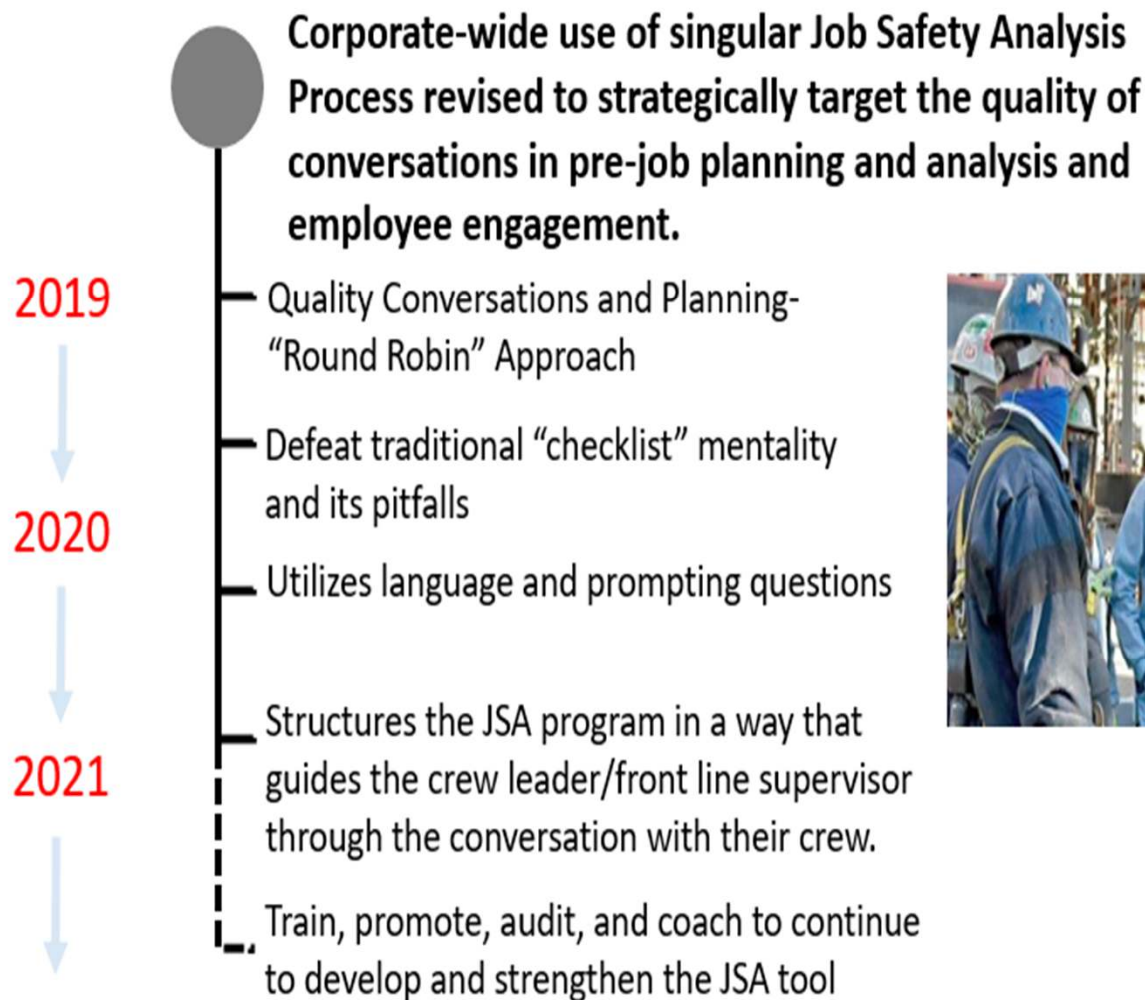 Corporate-wide use of singular Job Safety Analysis
Process revised to strategically target the quality of
conversations in pre-job planning and analysis and
employee engagement.
2019
Quality Conversations and Planning-
“Round Robin” Approach
Defeat traditional “checklist” mentality
and its pitfalls
2020
Utilizes language and prompting questions
Structures the JSA program in a way that
2021
guides the crew leader/front line supervisor
through the conversation with their crew.
Train, promote, audit, and coach to continue
to develop and strengthen the JSA tool